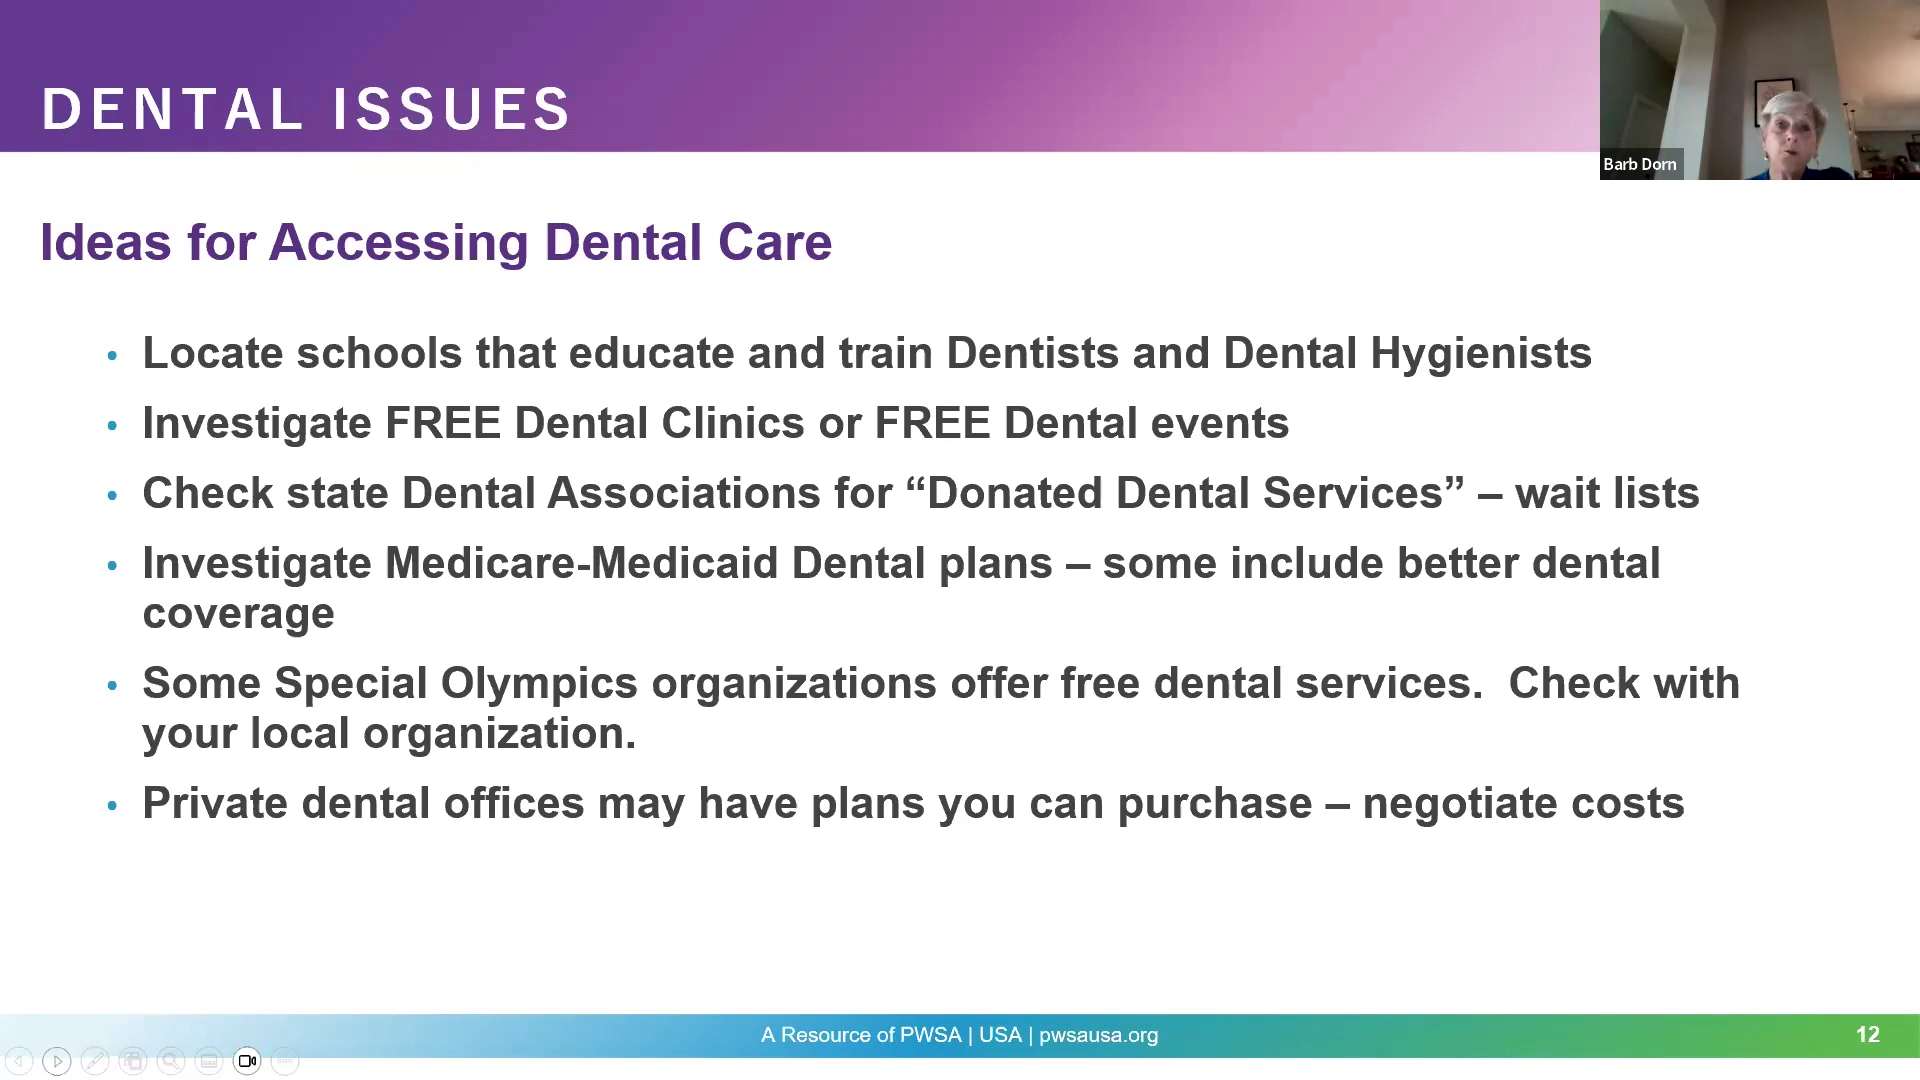 DENTAL ISSUES
Barb Dorn
Ideas for Accessing Dental Care
• Locate schools that educate and train Dentists and Dental Hygienists
• Investigate FREE Dental Clinics or FREE Dental events
• Check state Dental Associations for “Donated Dental Services” – wait lists
• Investigate Medicare-Medicaid Dental plans – some include better dental
coverage
• Some Special Olympics organizations offer free dental services.  Check with
your local organization.
• Private dental offices may have plans you can purchase – negotiate costs
A Resource of PWSA | USA | pwsausa.org
12